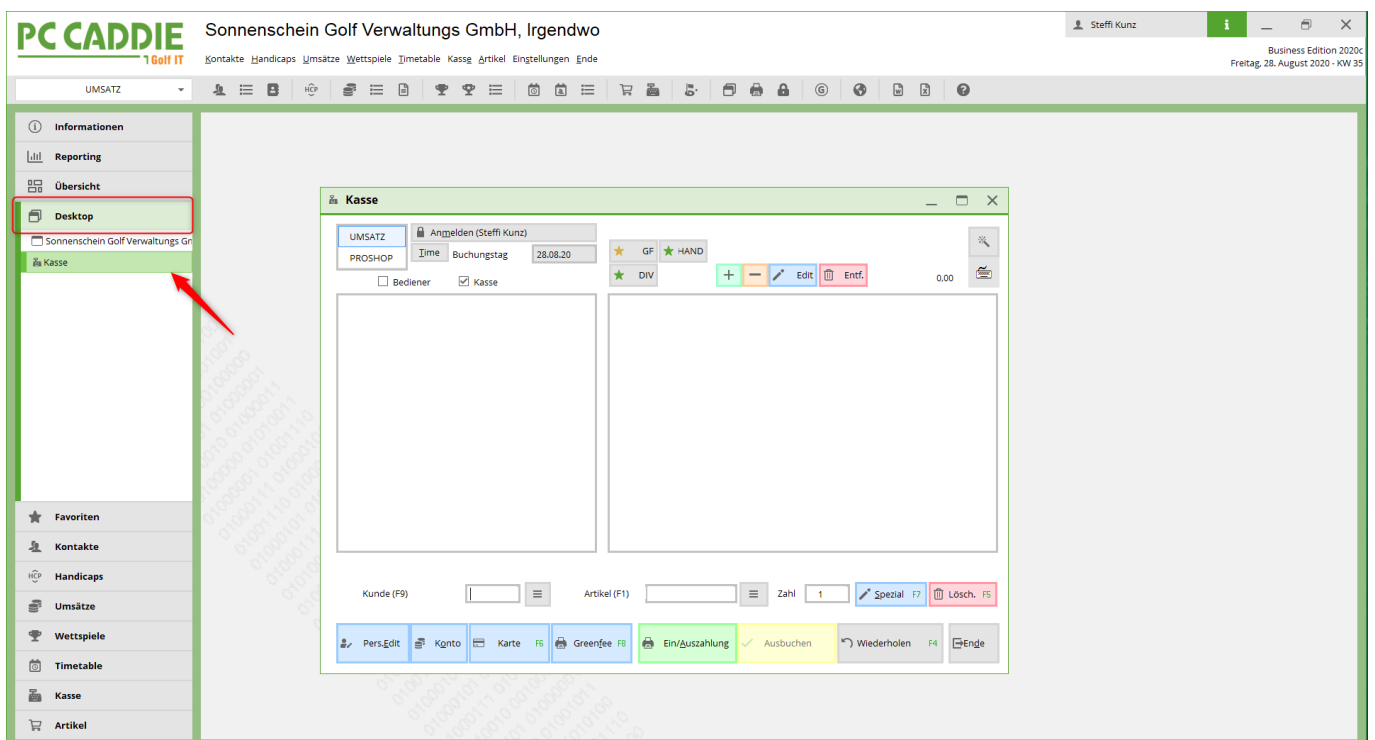 PC CADDIE
Golf IT
Sonnenschein Golf Verwaltungs GmbH, Irgendwo
Steffi Kunz
i
Kontakte Handicaps Umsätze Wettspiele Timetable Kasse Artikel Einstellungen Ende
Business Edition 2020c
Freitag, 28. August 2020 - KW 35
UMSATZ
HCP
G
Informationen
Reporting
Übersicht
Desktop
Sonnenschein Golf Verwaltungs Gr
Kasse
Favoriten
Kontakte
HCP Handicaps
Umsätze
Wettspiele
Timetable
Kasse
Artikel
Kasse
UMSATZ
PROSHOP
Anmelden (Steffi Kunz)
Time Buchungstag 28.08.20
Bediener Kasse
GF HAND
DIV
Edit Entf.
0,00
Kunde (F9) Artikel (F1) Zahl 1 Spezial F7 Lösch. F5
Pers.Edit Konto Karte F6 Greenfee F8 Ein/Auszahlung Ausbuchen Wiederholen F4 Ende